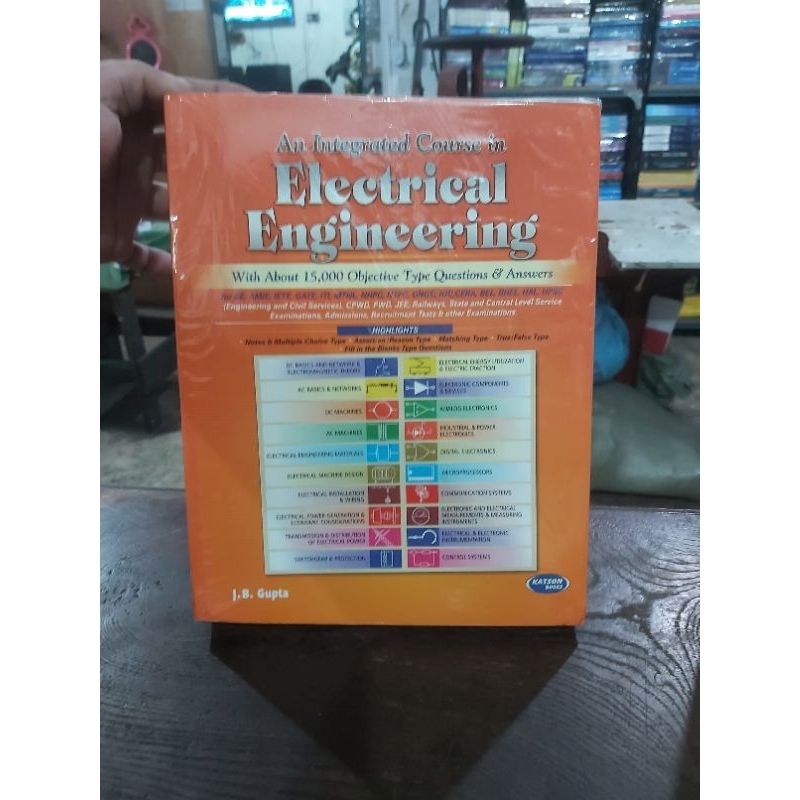 An Integrated Course in
Electrical
Engineering
With About 15,000 Objective Type Questions & Answers
(Engineering and Civil Services), CPWD, PWD, JEE, Railways, State and Central Level Service
Examinations, Admissions, Recruitment Tests & other Examinations
HIGHLIGHTS
Notes & Multiple Choice Type Assertion/Reason Type Matching Type True/False Type
Fill in the Blanks Type Questions
DC BASICS AND NETWORK &
ELECTROMAGNETIC THEORY
AC BASICS & NETWORKS
DC MACHINES
AC MACHINES
ELECTRICAL ENGINEERING MATERIALS
ELECTRICAL MACHINE DESIGN
ELECTRICAL INSTALLATION
& WIRING
ELECTRICAL POWER GENERATION &
ECONOMIC CONSIDERATIONS
TRANSMISSION & DISTRIBUTION
OF ELECTRICAL POWER
SWITCHGEAR & PROTECTION
ELECTRICAL ENERGY UTILIZATION
& ELECTRIC TRACTION
ELECTRONIC COMPONENTS
& DEVICES
ANALOG ELECTRONICS
INDUSTRIAL & POWER
ELECTRONICS
DIGITAL ELECTRONICS
MICROPROCESSORS
COMMUNICATION SYSTEMS
ELECTRONIC AND ELECTRICAL
MEASUREMENTS & MEASURING
INSTRUMENTS
ELECTRICAL & ELECTRONIC
INSTRUMENTATION
CONTROL SYSTEMS
J.B. Gupta
KATSON
BOOKS